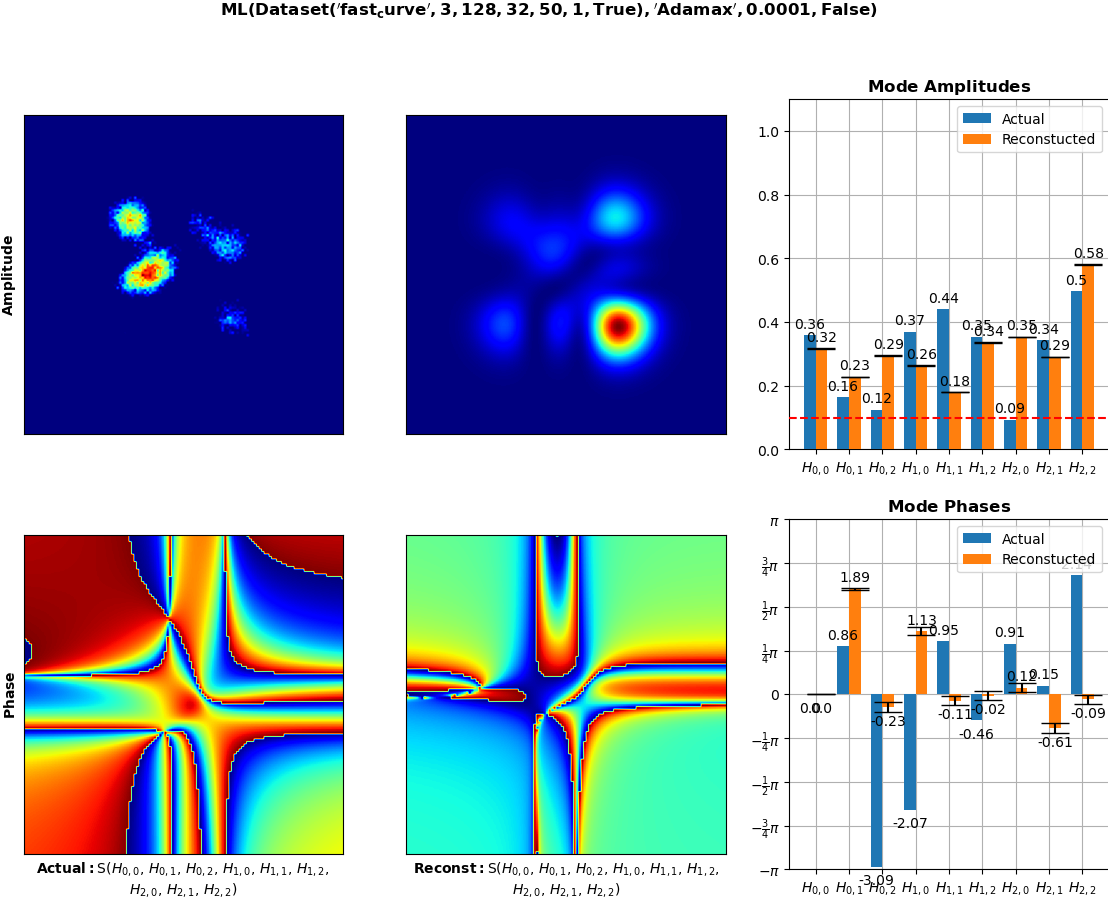 ML(Dataset('fast_curve', 3, 128, 32, 50, 1, True), 'Adamax', 0.0001, False)
Amplitude
Mode Amplitudes
Actual
Reconstucted
1.0
0.8
0.6
0.4
0.2
0.0
0.36
0.32
0.16
0.23
0.12
0.29
0.37
0.26
0.44
0.18
0.35
0.34
0.09
0.35
0.34
0.29
0.5
0.58
H0,0 H0,1 H0,2 H1,0 H1,1 H1,2 H2,0 H2,1 H2,2
Phase
Mode Phases
Actual
Reconstucted
π
3/4π
1/2π
1/4π
0
−1/4π
−1/2π
−3/4π
−π
0.0
0.0
0.86
1.89
-3.09
-0.23
-2.07
1.13
0.95
-0.11
-0.46
-0.02
0.91
0.12
0.15
-0.61
2.14
-0.09
H0,0 H0,1 H0,2 H1,0 H1,1 H1,2 H2,0 H2,1 H2,2
Actual: S(H0,0, H0,1, H0,2, H1,0, H1,1, H1,2,
H2,0, H2,1, H2,2)
Reconst: S(H0,0, H0,1, H0,2, H1,0, H1,1, H1,2,
H2,0, H2,1, H2,2)